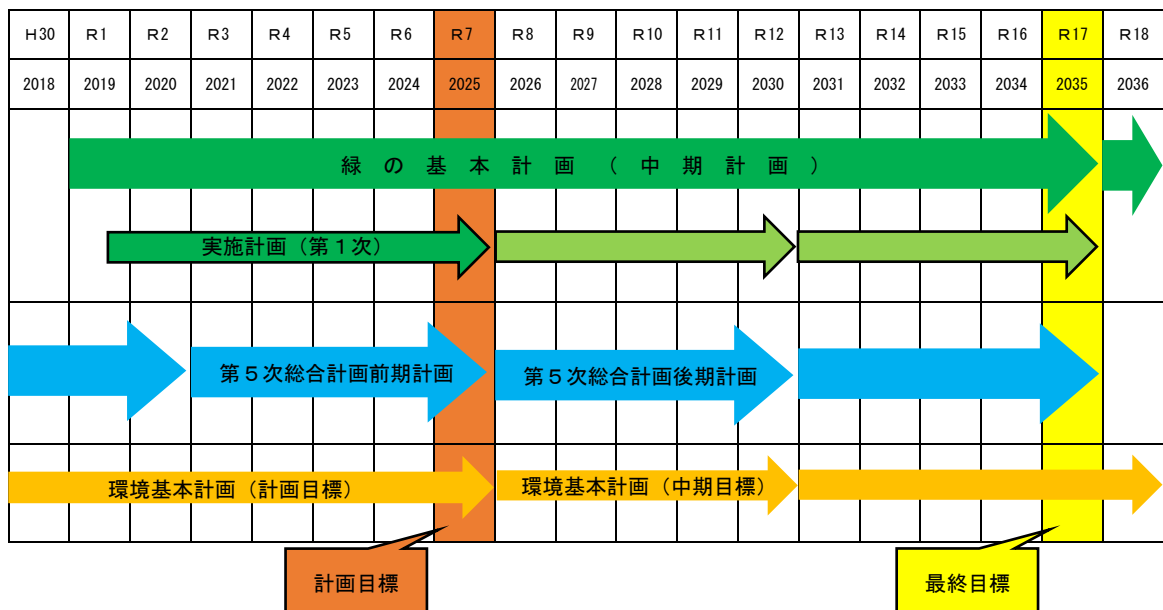 H30 R1 R2 R3 R4 R5 R6 R7 R8 R9 R10 R11 R12 R13 R14 R15 R16 R17 R18
2018 2019 2020 2021 2022 2023 2024 2025 2026 2027 2028 2029 2030 2031 2032 2033 2034 2035 2036
緑の基本計画(中期計画)
実施計画(第1次)
第5次総合計画前期計画 第5次総合計画後期計画
環境基本計画(計画目標) 環境基本計画(中期目標)
計画目標 最終目標